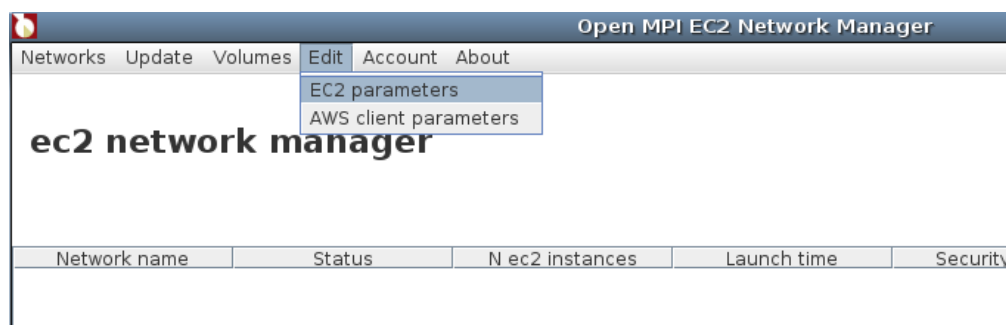 Open MPI EC2 Network Manager
Networks Update Volumes Edit Account About
EC2 parameters
AWS client parameters
ec2 network manager
Network name Status N ec2 instances Launch time Security